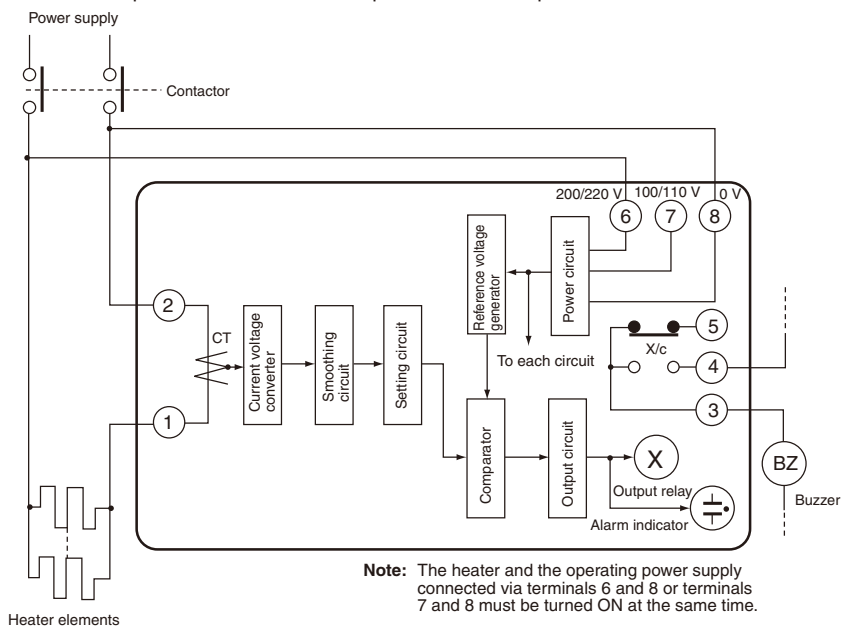 Power supply
Contactor
200/220 V
100/110 V
0 V
6
7
8
Reference voltage
generator
Power circuit
2
5
CT
Current voltage
converter
Smoothing
circuit
Setting circuit
To each circuit
X/c
4
1
3
Comparator
Output circuit
X
BZ
Output relay
Buzzer
Alarm indicator
Note: The heater and the operating power supply
connected via terminals 6 and 8 or terminals
7 and 8 must be turned ON at the same time.
Heater elements